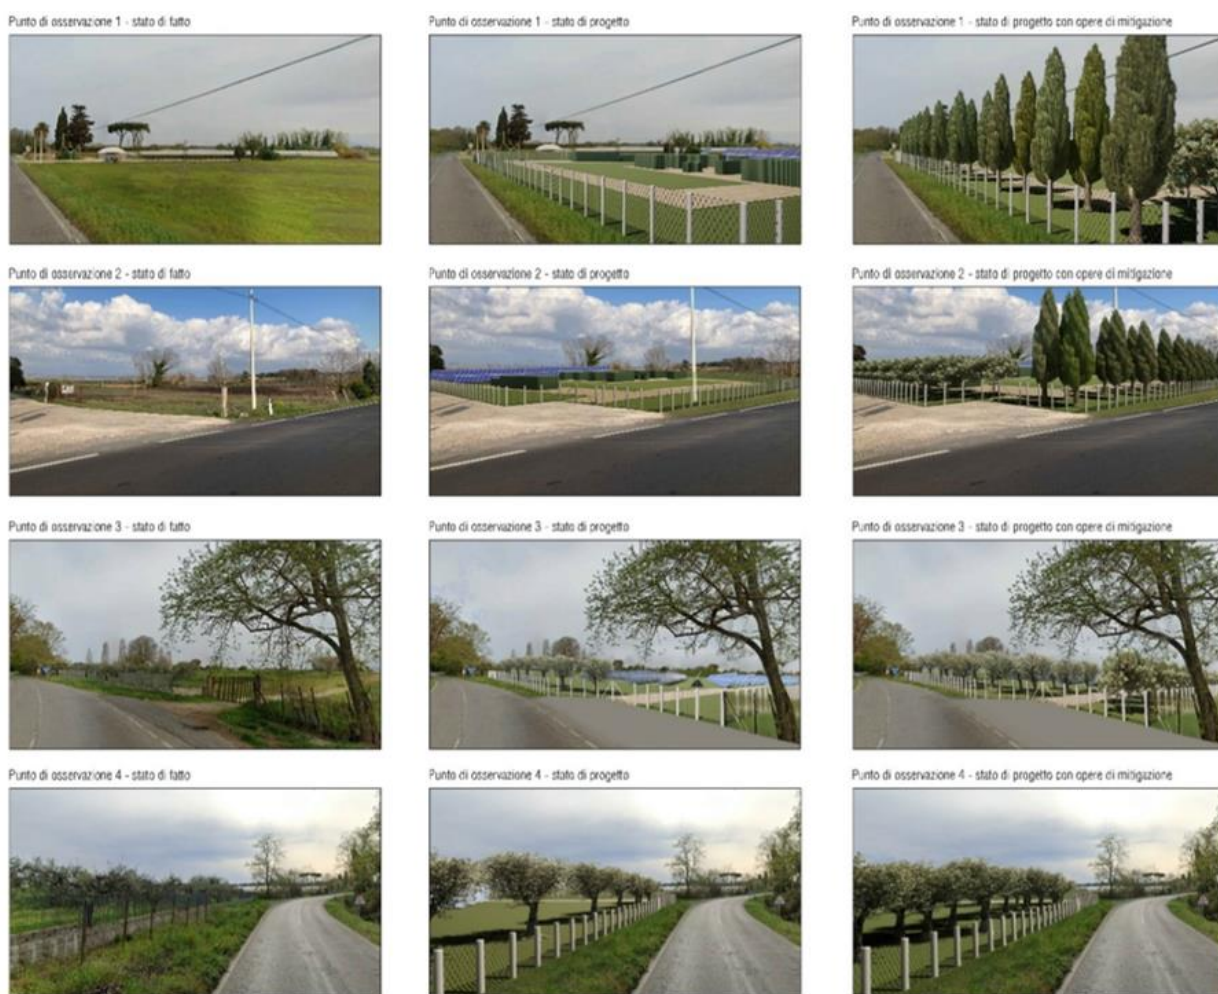 Punto di osservazione 1 - stato di fatto
Punto di osservazione 1 - stato di progetto
Punto di osservazione 1 - stato di progetto con opere di mitigazione
Punto di osservazione 2 - stato di fatto
Punto di osservazione 2 - stato di progetto
Punto di osservazione 2 - stato di progetto con opere di mitigazione
Punto di osservazione 3 - stato di fatto
Punto di osservazione 3 - stato di progetto
Punto di osservazione 3 - stato di progetto con opere di mitigazione
Punto di osservazione 4 - stato di fatto
Punto di osservazione 4 - stato di progetto
Punto di osservazione 4 - stato di progetto con opere di mitigazione